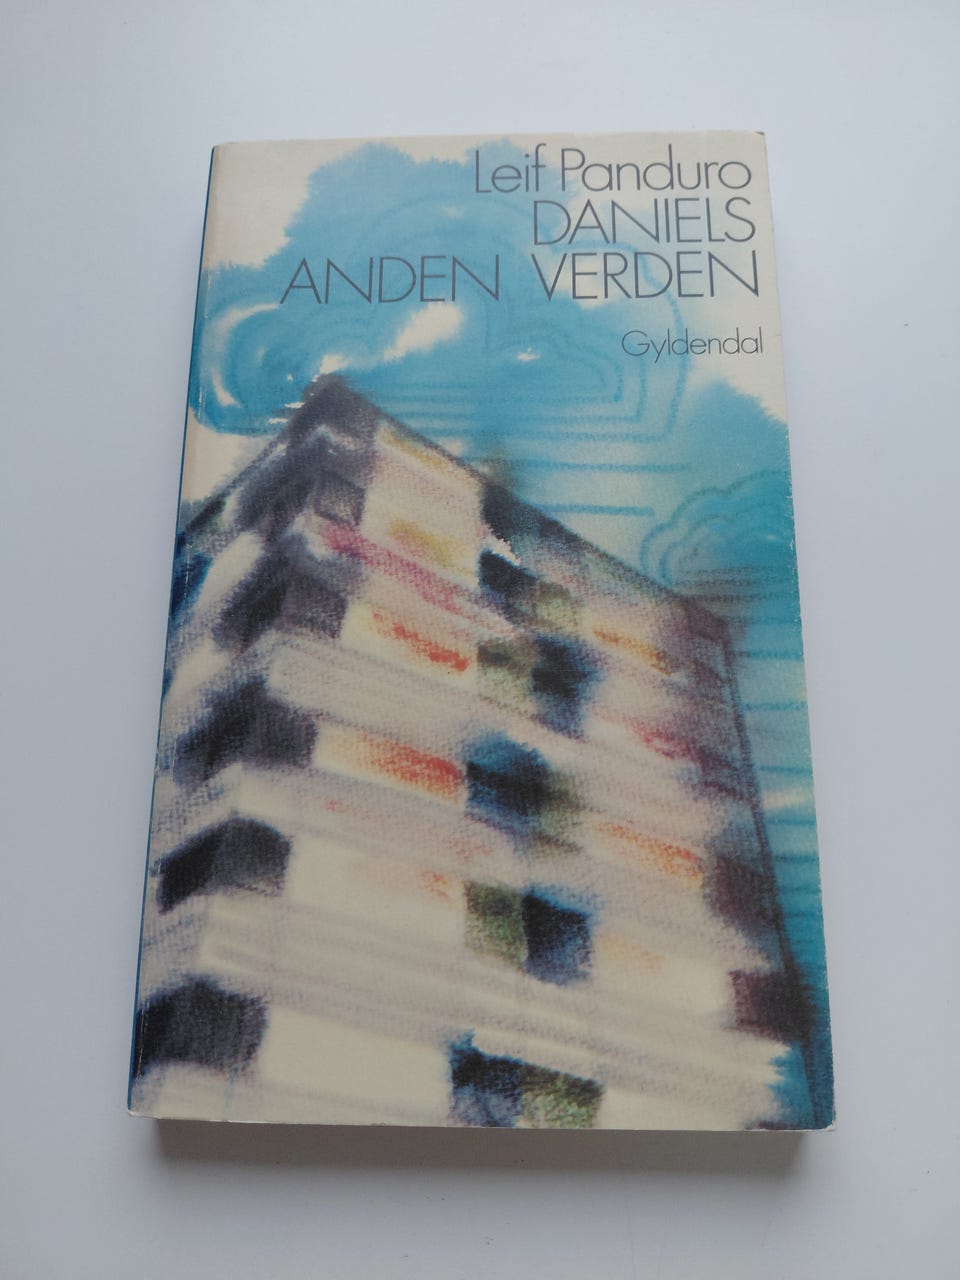 Leif Panduro
DANIELS
ANDEN VERDEN
Gyldendal